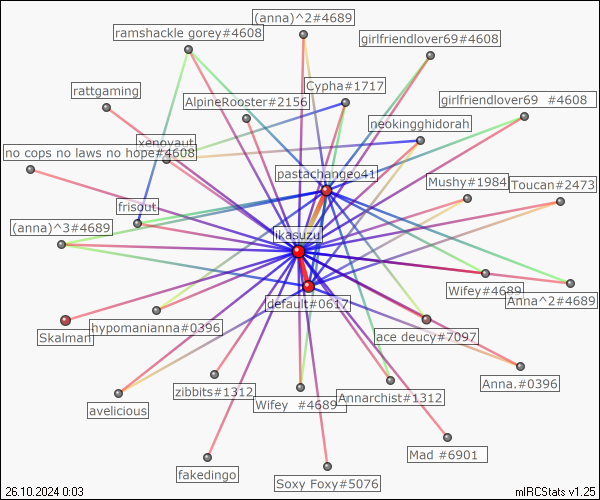 (anna)^2#4689
ramshackle gorey#4608
girlfriendlover69#4608
Cypha#1717
rattgaming
AlpineRooster#2156
girlfriendlover69 #4608
neokingghidorah
xenovaut
no cops no laws no hope#4608
pastachangeo41
Mushy#1984
Toucan#2473
frisout
(anna)^3#4689
ikasuzu
Wifey#4689
Anna^2#4689
default#0617
hypomanianna#0396
Skalman
ace deucy#7097
Anna.#0396
zibbits#1312
Annarchist#1312
Wifey #4689
avelicious
Mad #6901
fakedingo
Soxy Foxy#5076
26.10.2024 0:03
mIRCStats v1.25